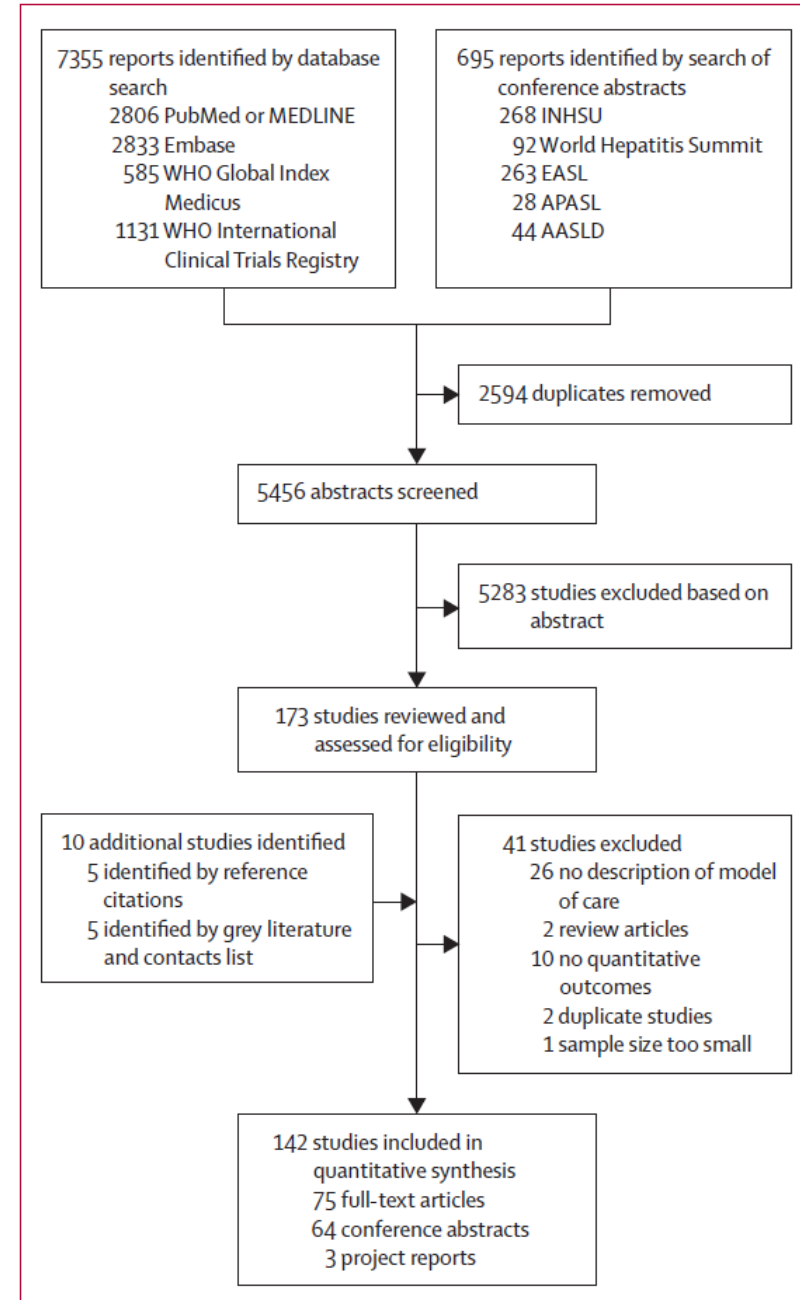 7355 reports identified by database
search
2806 PubMed or MEDLINE
2833 Embase
585 WHO Global Index
Medicus
1131 WHO International
Clinical Trials Registry
695 reports identified by search of
conference abstracts
268 INHSU
92 World Hepatitis Summit
263 EASL
28 APASL
44 AASLD
2594 duplicates removed
5456 abstracts screened
5283 studies excluded based on
abstract
173 studies reviewed and
assessed for eligibility
10 additional studies identified
5 identified by reference
citations
5 identified by grey literature
and contacts list
41 studies excluded
26 no description of model
of care
2 review articles
10 no quantitative
outcomes
2 duplicate studies
1 sample size too small
142 studies included in
quantitative synthesis
75 full-text articles
64 conference abstracts
3 project reports